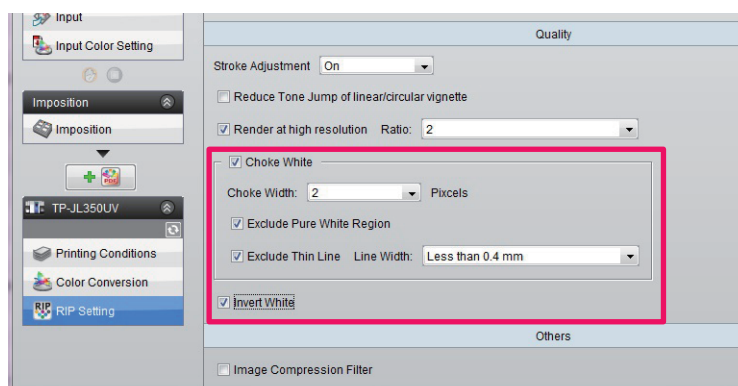 Input
Input Color Setting
Imposition
Imposition
PDF
TP-JL350UV
Printing Conditions
Color Conversion
RIP
RIP Setting
Quality
Stroke Adjustment On
Reduce Tone Jump of linear/circular vignette
Render at high resolution Ratio: 2
Choke White
Choke Width: 2 Pixcels
Exclude Pure White Region
Exclude Thin Line Line Width: Less than 0.4 mm
Invert White
Others
Image Compression Filter